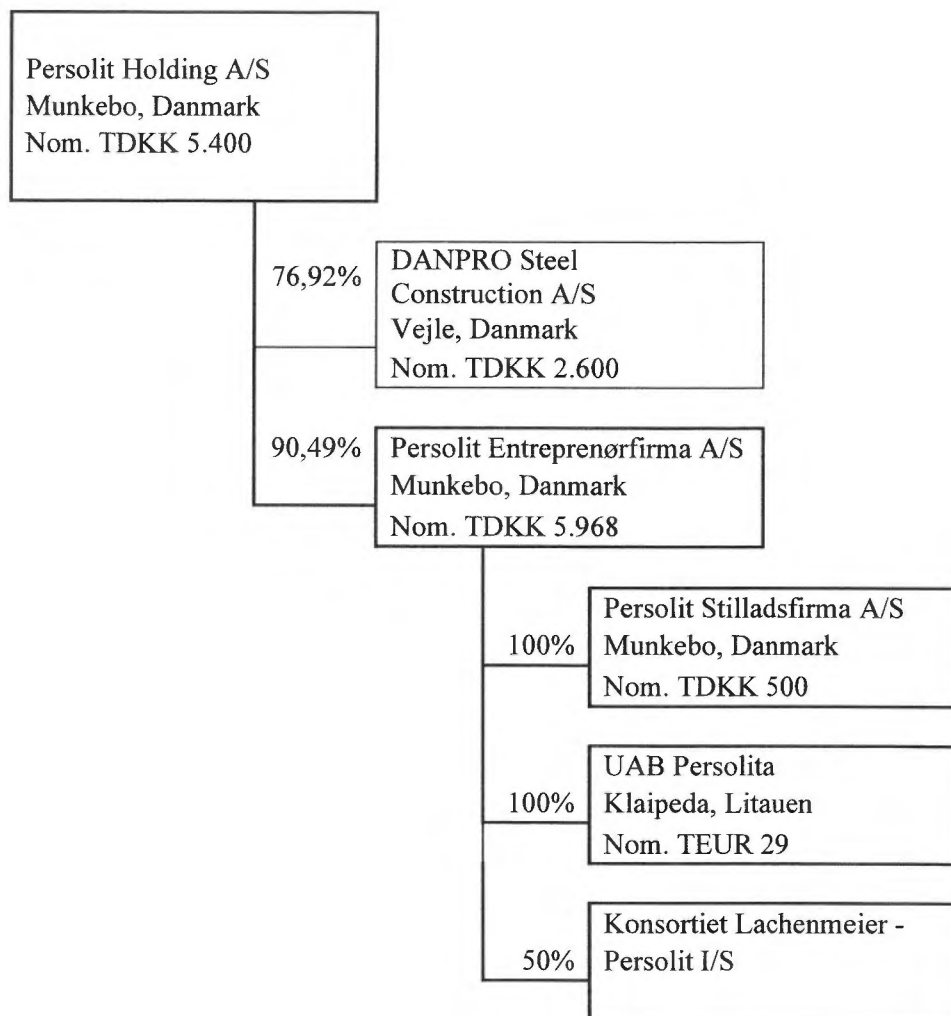 Persolit Holding A/S
Munkebo, Danmark
Nom. TDKK 5.400
76,92%
DANPRO Steel
Construction A/S
Vejle, Danmark
Nom. TDKK 2.600
90,49%
Persolit Entreprenørfirma A/S
Munkebo, Danmark
Nom. TDKK 5.968
100%
Persolit Stilladsfirma A/S
Munkebo, Danmark
Nom. TDKK 500
100%
UAB Persolita
Klaipeda, Litauen
Nom. TEUR 29
50%
Konsortiet Lachenmeier -
Persolit I/S